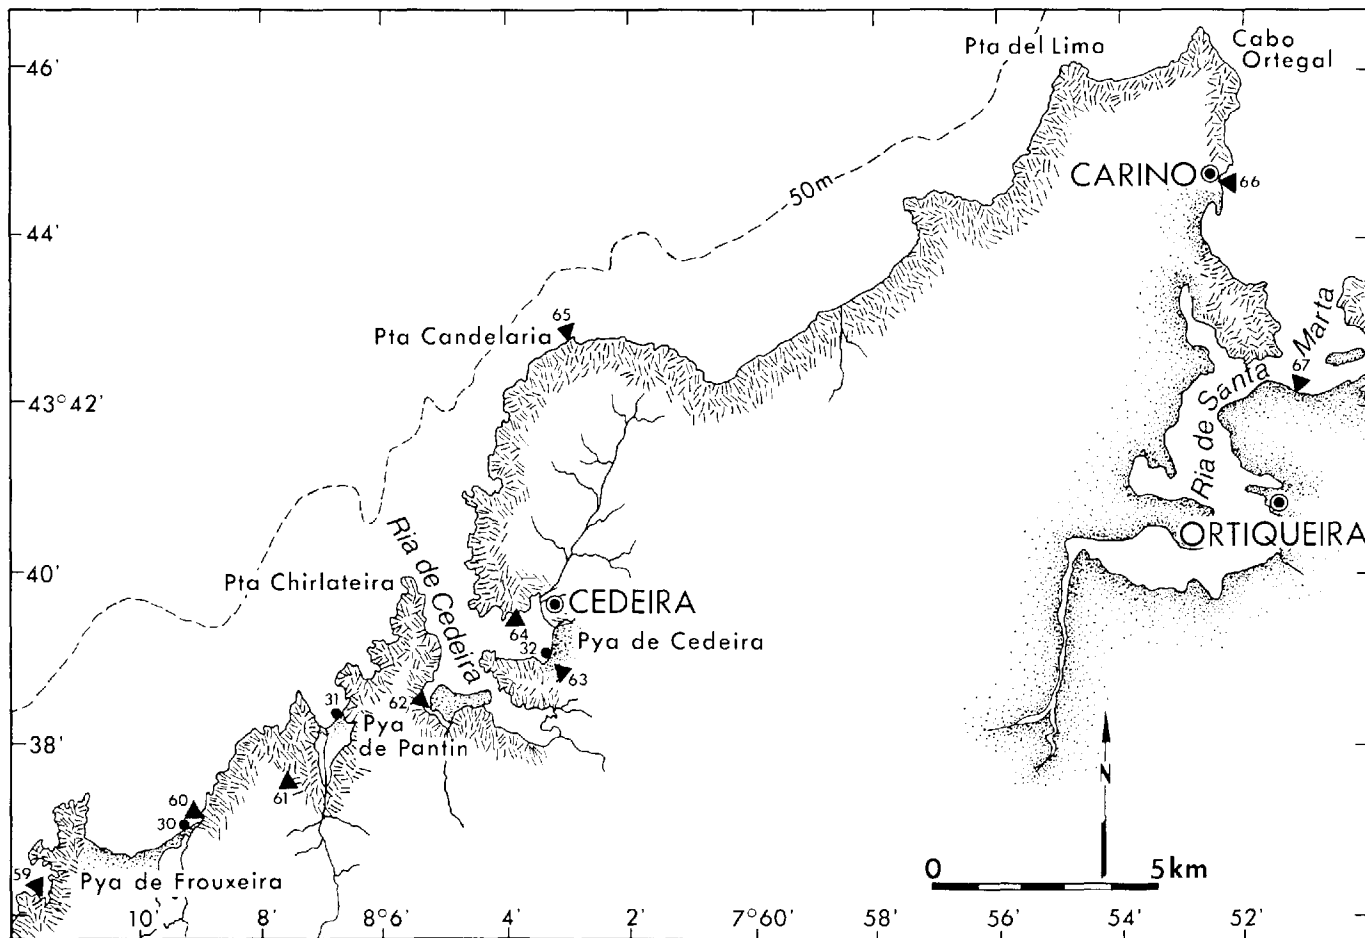 Pta del Limo
Cabo
Ortegal
46'
CARINO
66
50m
44'
65
Pta Candelaria
Ria de Santa Marta
67
43°42'
Ria de Cedeira
ORTIQUEIRA
40'
Pta Chirlateira
CEDEIRA
64
32
Pya de Cedeira
63
62
31
Pya
de Pantin
38'
N
61
60
30
59
Pya de Frouxeira
0
5km
10'
8'
8°6'
4'
2'
7°60'
58'
56'
54'
52'